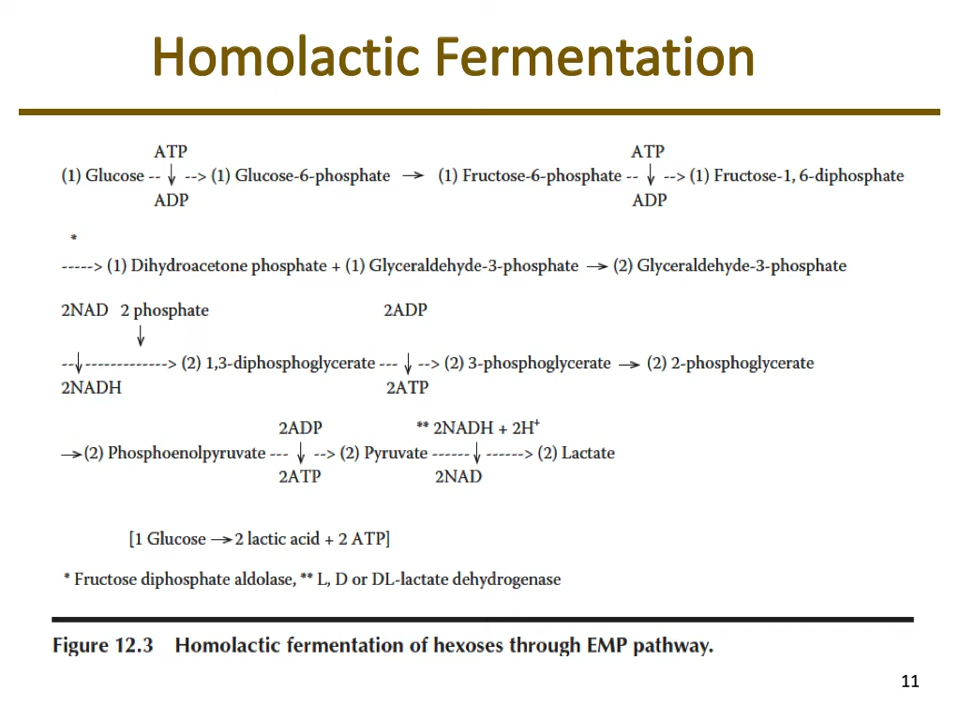 Homolactic Fermentation
ATP ATP
(1) Glucose -- ↓ --> (1) Glucose-6-phosphate → (1) Fructose-6-phosphate -- ↓ --> (1) Fructose-1, 6-diphosphate
ADP ADP
*
-----> (1) Dihydroacetone phosphate + (1) Glyceraldehyde-3-phosphate → (2) Glyceraldehyde-3-phosphate
2NAD 2 phosphate 2ADP
↓
--↓-------------> (2) 1,3-diphosphoglycerate --- ↓ --> (2) 3-phosphoglycerate → (2) 2-phosphoglycerate
2NADH 2ATP
2ADP ** 2NADH + 2H⁺
→(2) Phosphoenolpyruvate --- ↓ --> (2) Pyruvate ------↓ ------> (2) Lactate
2ATP 2NAD
[1 Glucose → 2 lactic acid + 2 ATP]
* Fructose diphosphate aldolase, ** L, D or DL-lactate dehydrogenase
Figure 12.3 Homolactic fermentation of hexoses through EMP pathway.
11